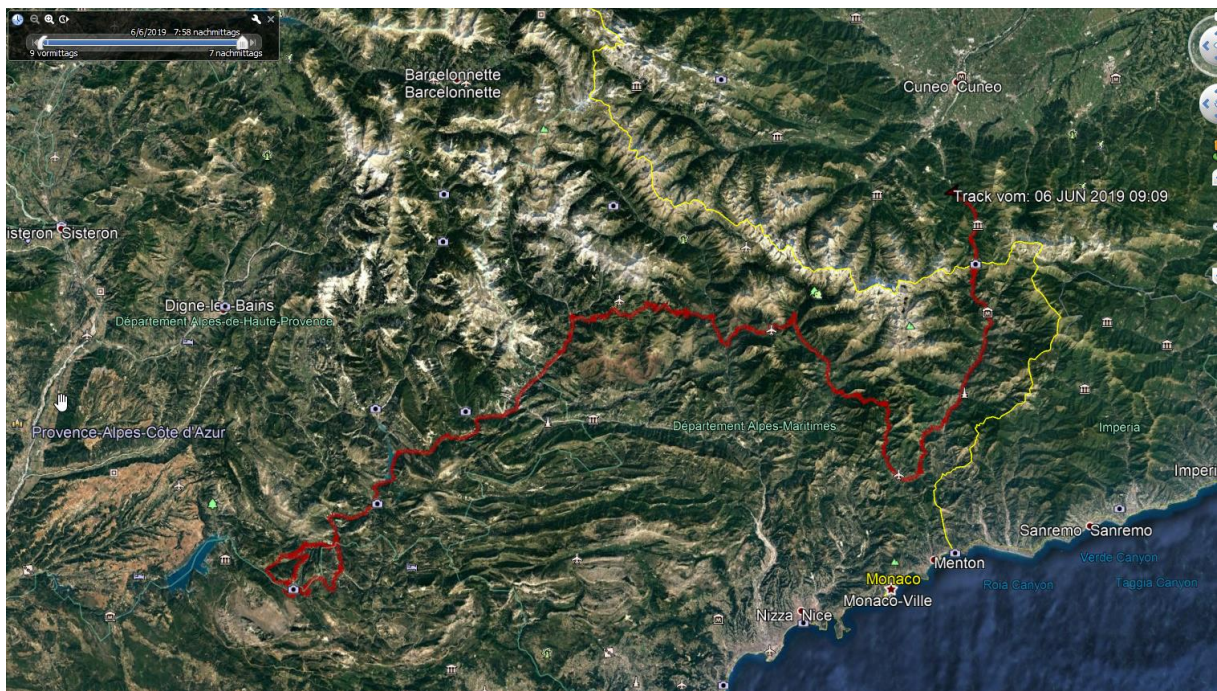 6/6/2019 7:58 nachmittags
9 vormittags
7 nachmittags
Barcelonnette
Barcelonnette
Cuneo Cuneo
Track vom: 06 JUN 2019 09:09
isteron Sisteron
Digne-les-Bains
Département Alpes-de-Haute-Provence
Provence-Alpes-Côte d'Azur
Département Alpes-Maritimes
Imperia
Imperi
Sanremo Sanremo
Verde Canyon
Menton
Monaco
Roia Canyon
Taggia Canyon
Monaco-Ville
Nizza Nice